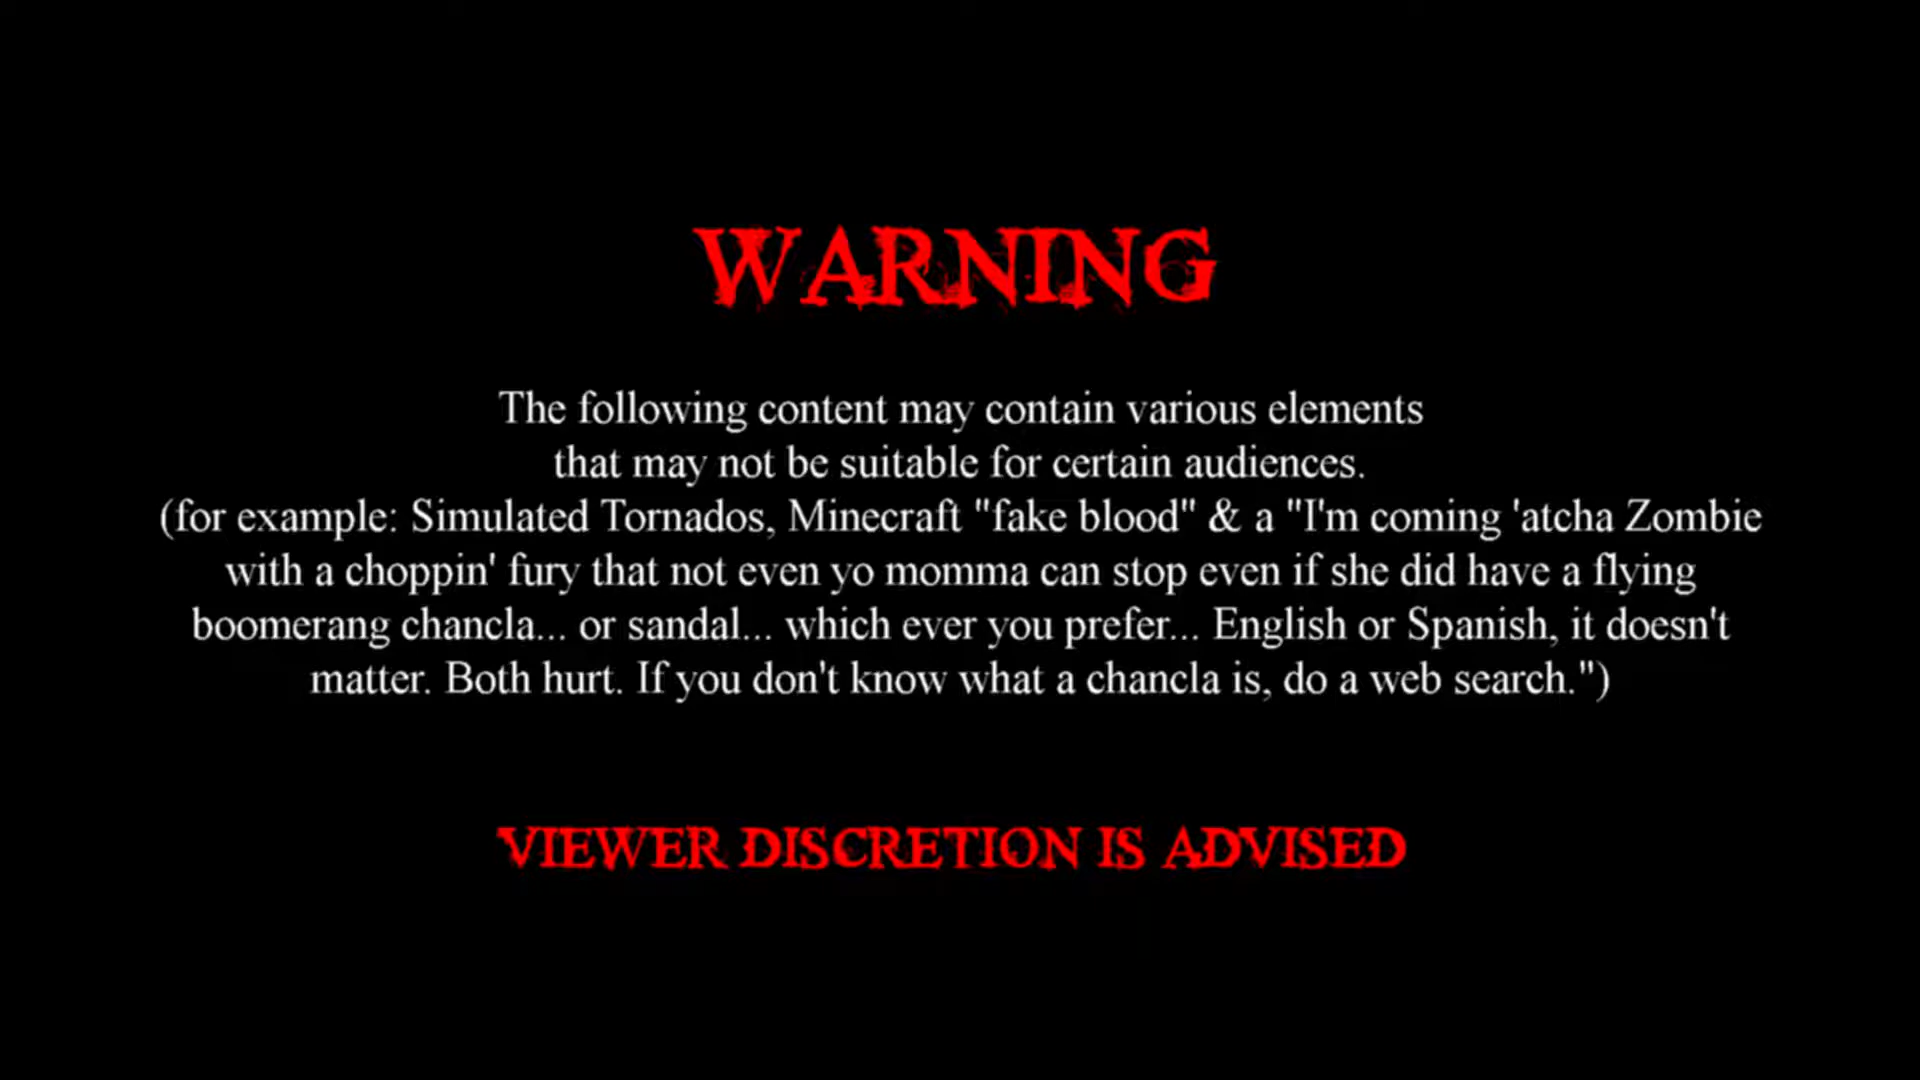 WARNING
The following content may contain various elements
that may not be suitable for certain audiences.
(for example: Simulated Tornados, Minecraft "fake blood" & a "I'm coming 'atcha Zombie
with a choppin' fury that not even yo momma can stop even if she did have a flying
boomerang chancla... or sandal... which ever you prefer... English or Spanish, it doesn't
matter. Both hurt. If you don't know what a chancla is, do a web search.")
VIEWER DISCRETION IS ADVISED